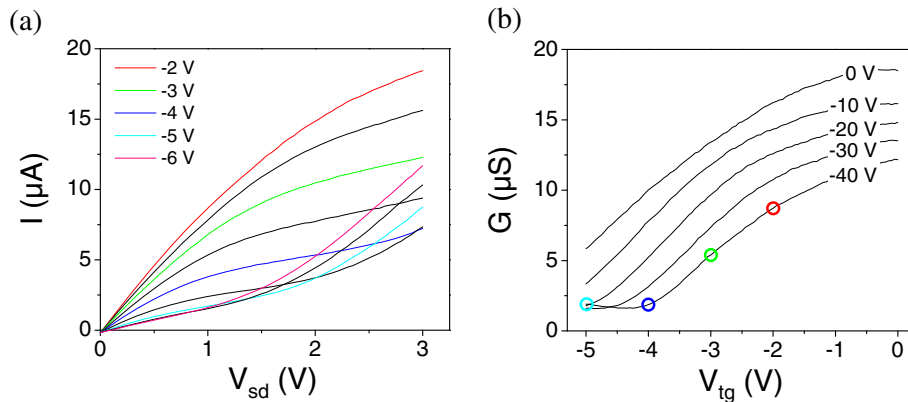 (a)
20
15
10
5
0
I (μA)
-2 V
-3 V
-4 V
-5 V
-6 V
0 1 2 3
V_sd (V)
(b)
20
15
10
5
0
G (μS)
0 V
-10 V
-20 V
-30 V
-40 V
-5 -4 -3 -2 -1 0
V_tg (V)